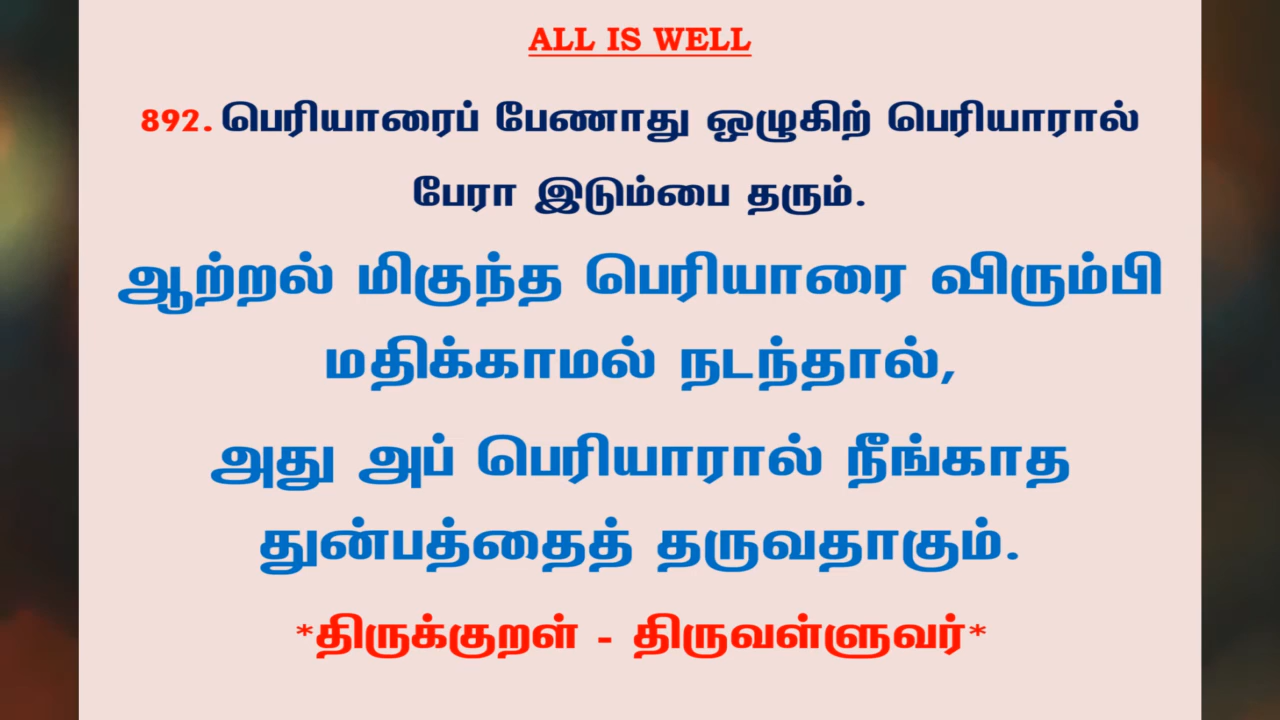 ALL IS WELL
892. பெரியாரைப் பேணாது ஒழுகிற் பெரியாரால்
பேரா இடும்பை தரும்.
ஆற்றல் மிகுந்த பெரியாரை விரும்பி
மதிக்காமல் நடந்தால்,
அது அப் பெரியாரால் நீங்காத
துன்பத்தைத் தருவதாகும்.
*திருக்குறள் - திருவள்ளுவர்*